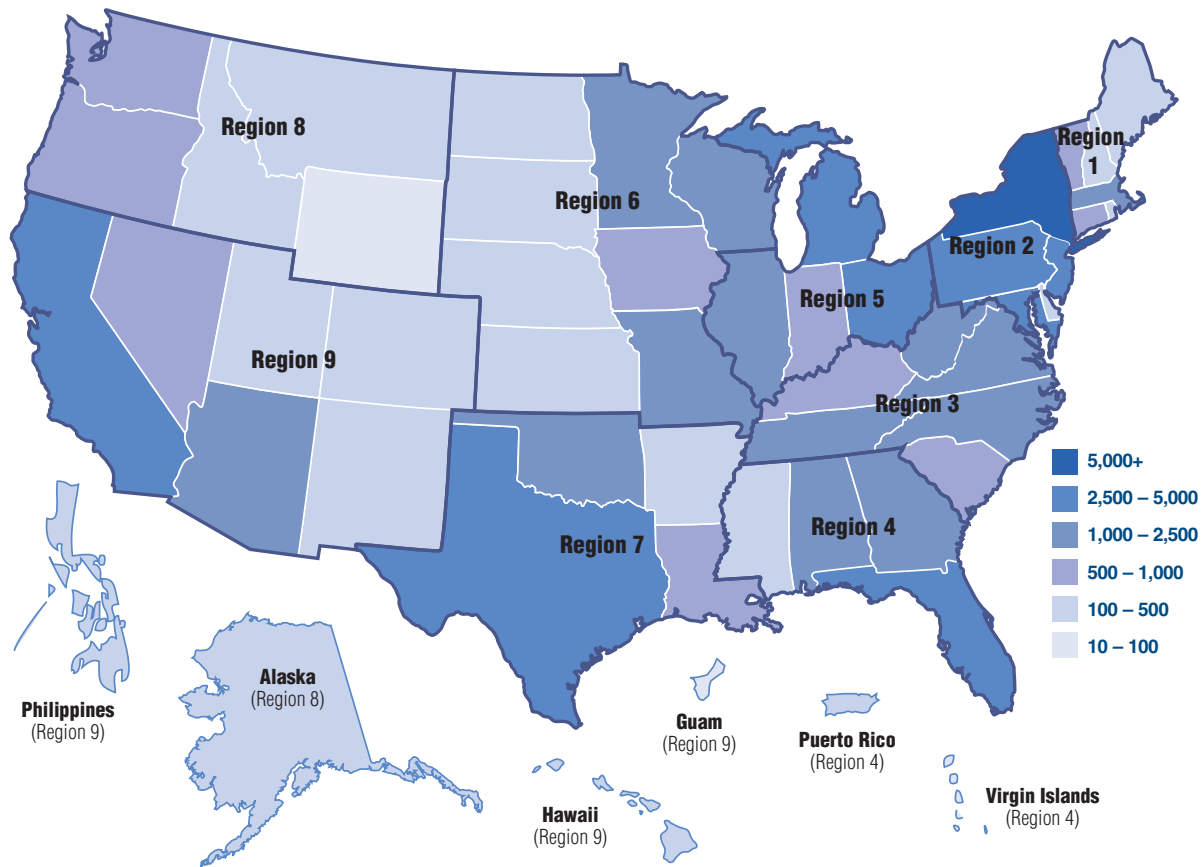 Region 8
Region
1
Region 6
Region 2
Region 5
Region 9
Region 3
Region 4
Region 7
5,000+
2,500 – 5,000
1,000 – 2,500
500 – 1,000
100 – 500
10 – 100
Philippines
(Region 9)
Alaska
(Region 8)
Hawaii
(Region 9)
Guam
(Region 9)
Puerto Rico
(Region 4)
Virgin Islands
(Region 4)